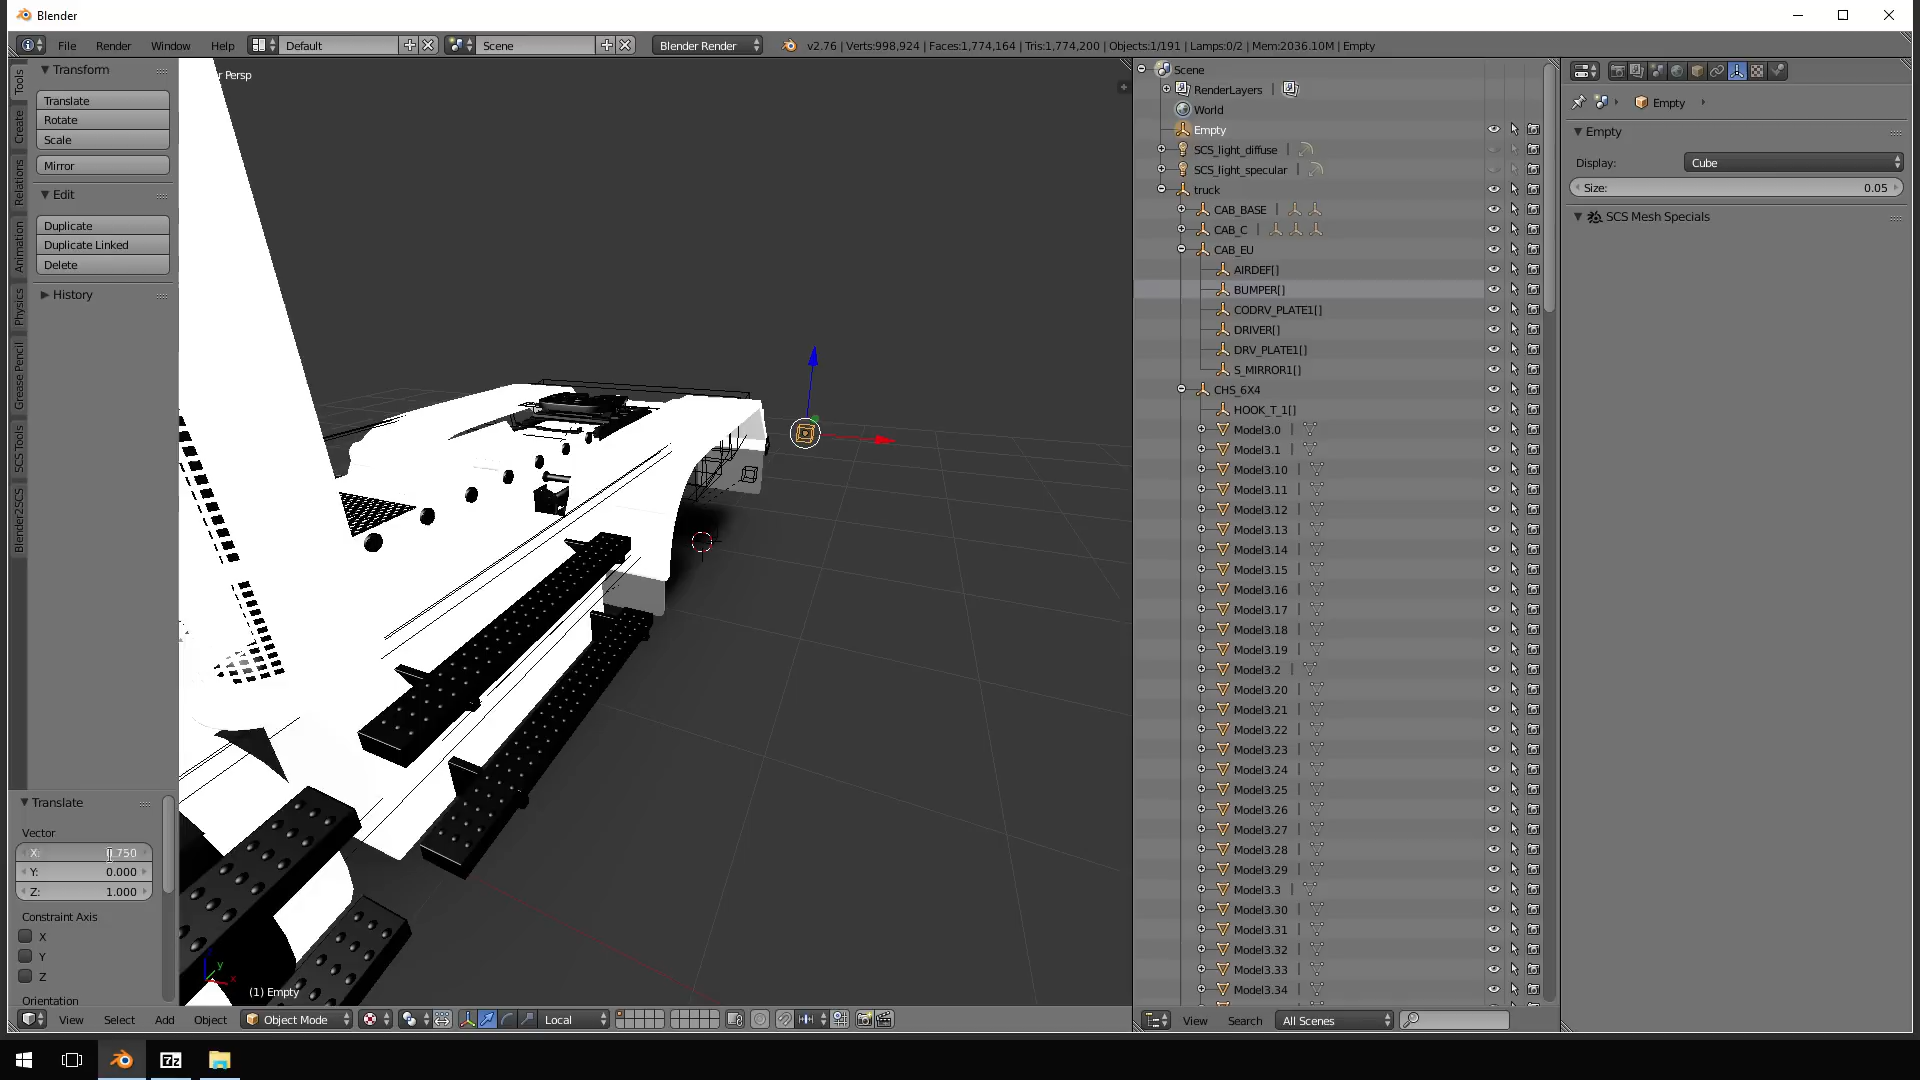 Blender
File Render Window Help Default Scene Blender Render v2.76 | Verts:998,924 | Faces:1,774,164 | Tris:1,774,200 | Objects:1/191 | Lamps:0/2 | Mem:2036.10M | Empty
Tools
Create
Relations
Animation
Physics
Grease Pencil
SCS Tools
Blender2SCS
Transform
Translate
Rotate
Scale
Mirror
Edit
Duplicate
Duplicate Linked
Delete
History
Translate
Vector
X: 0.750
Y: 0.000
Z: 1.000
Constraint Axis
X
Y
Z
Orientation
r Persp
z
y
x
(1) Empty
View Select Add Object Object Mode Local
Scene
RenderLayers |
World
Empty
SCS_light_diffuse |
SCS_light_specular |
truck
CAB_BASE |
CAB_C |
CAB_EU
AIRDEF[]
BUMPER[]
CODRV_PLATE1[]
DRIVER[]
DRV_PLATE1[]
S_MIRROR1[]
CHS_6X4
HOOK_T_1[]
Model3.0 |
Model3.1 |
Model3.10 |
Model3.11 |
Model3.12 |
Model3.13 |
Model3.14 |
Model3.15 |
Model3.16 |
Model3.17 |
Model3.18 |
Model3.19 |
Model3.2 |
Model3.20 |
Model3.21 |
Model3.22 |
Model3.23 |
Model3.24 |
Model3.25 |
Model3.26 |
Model3.27 |
Model3.28 |
Model3.29 |
Model3.3 |
Model3.30 |
Model3.31 |
Model3.32 |
Model3.33 |
Model3.34 |
View Search All Scenes
Empty
Empty
Display: Cube
Size: 0.05
SCS Mesh Specials
7z